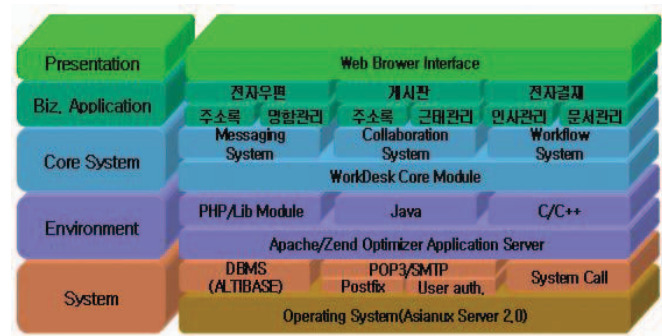 Presentation
Web Brower Interface
Biz. Application
전자우편 게시판 전자결재
주소록 명함관리 주소록 근태관리 인사관리 문서관리
Core System
Messaging System
Collaboration System
Workflow System
WorkDesk Core Module
Environment
PHP/Lib Module Java C/C++
Apache/Zend Optimizer Application Server
System
DBMS (ALTIBASE)
POP3/SMTP
Postfix User auth.
System Call
Operating System(Asianux Server 2.0)